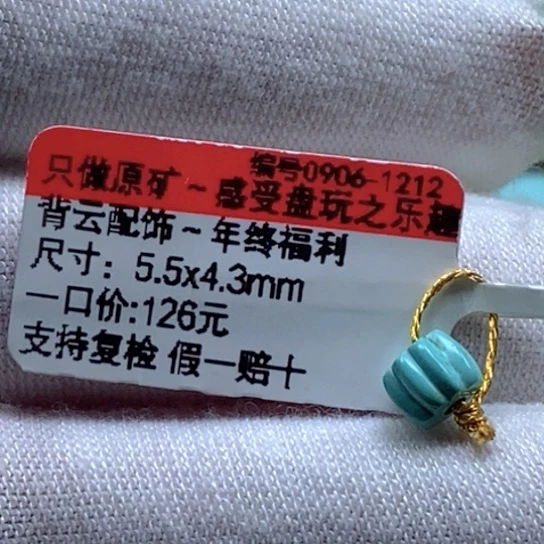 编号0906-1212
只做原矿~感受盘玩之乐趣
背云配饰~年终福利
尺寸：5.5x4.3mm
一口价:126元
支持复检 假一赔十